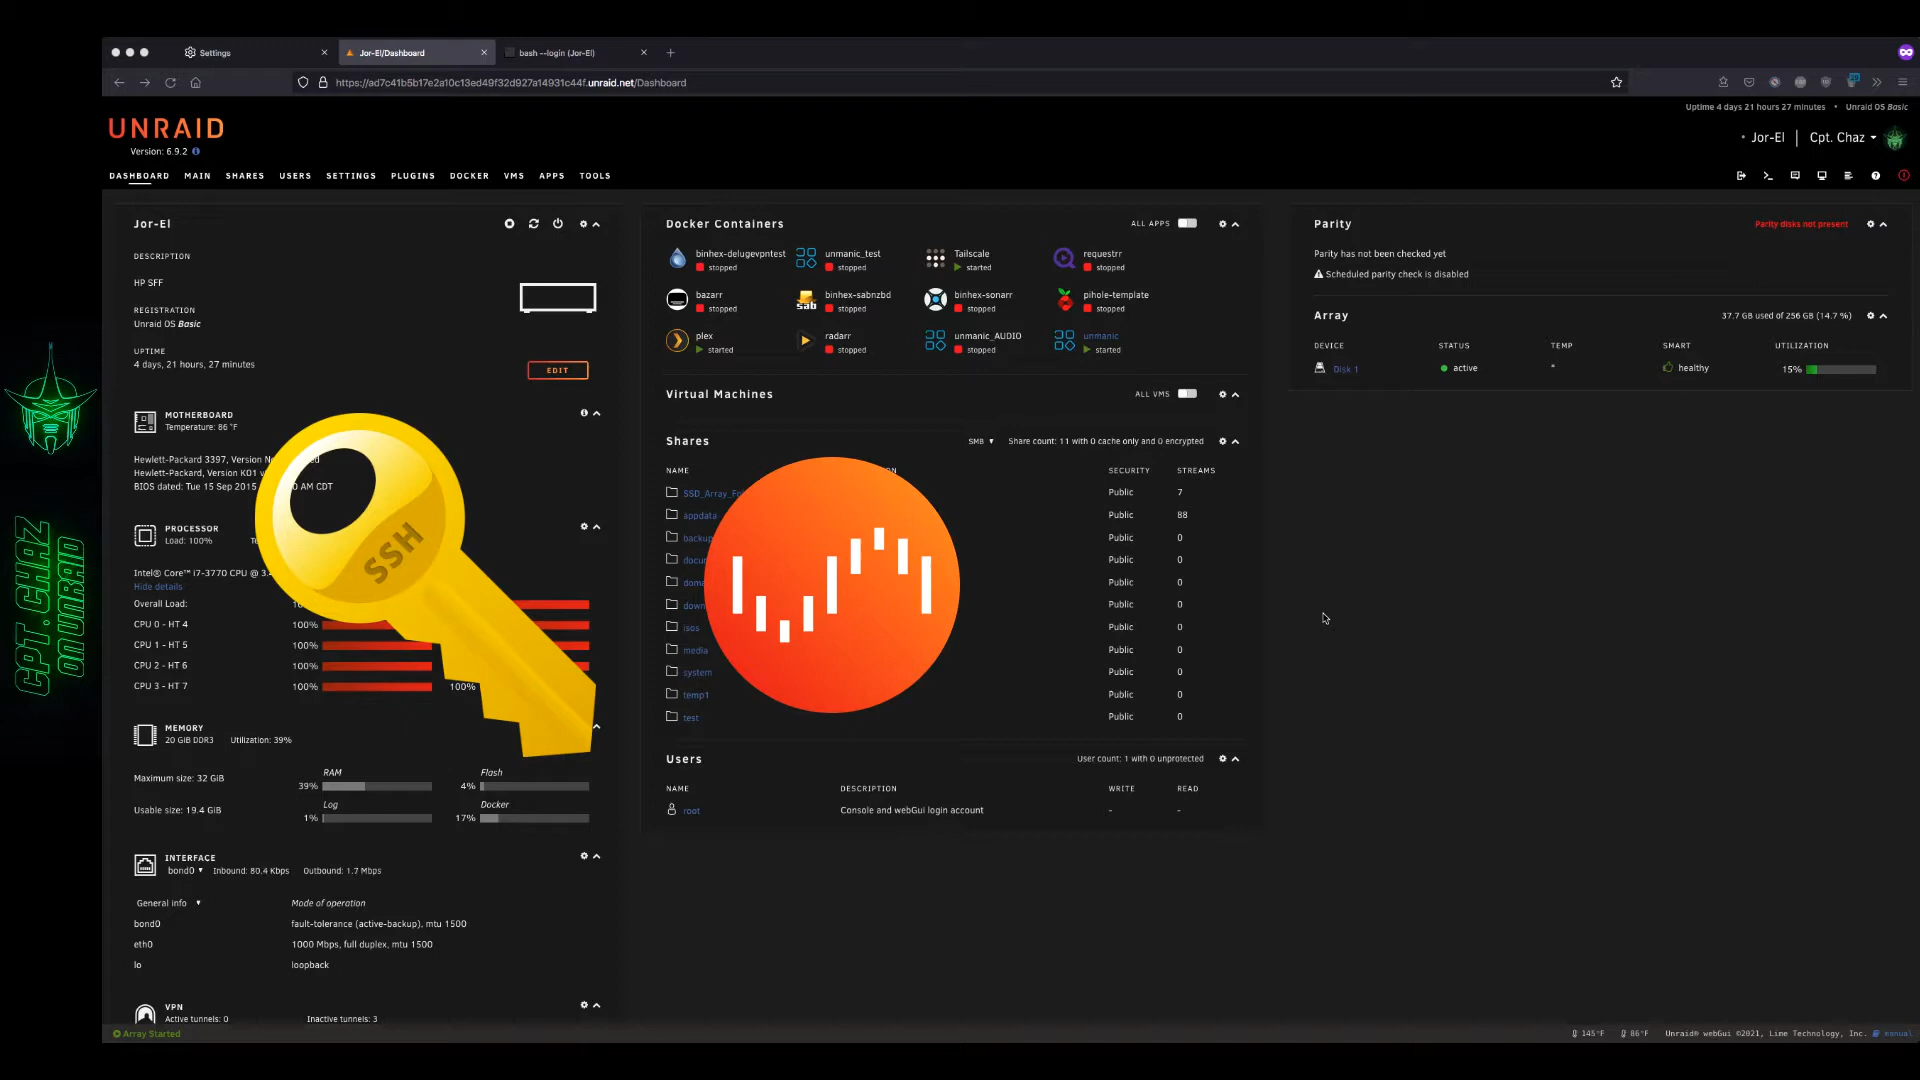 Settings
Jor-El/Dashboard
bash --login (Jor-El)
https://ad7c41b5b17e2a10c13ed49f32d927a14931c44f.unraid.net/Dashboard
Uptime 4 days 21 hours 27 minutes • Unraid OS Basic
UNRAID
Version: 6.9.2
Jor-El | Cpt. Chaz
DASHBOARD MAIN SHARES USERS SETTINGS PLUGINS DOCKER VMS APPS TOOLS
CPT. CHAZ
ON UNRAID
Jor-El
DESCRIPTION
HP SFF
REGISTRATION
Unraid OS Basic
UPTIME
4 days, 21 hours, 27 minutes
EDIT
MOTHERBOARD
Temperature: 86 °F
Hewlett-Packard 3397, Version
Hewlett-Packard, Version K01
BIOS dated: Tue 15 Sep 2015 AM CDT
PROCESSOR
Load: 100%
Intel® Core™ i7-3770 CPU @
Hide details
Overall Load:
CPU 0 - HT 4 100%
CPU 1 - HT 5 100%
CPU 2 - HT 6 100%
CPU 3 - HT 7 100% 100%
SSH
MEMORY
20 GiB DDR3 Utilization: 39%
RAM Flash
Maximum size: 32 GiB 39% 4%
Log Docker
Usable size: 19.4 GiB 1% 17%
INTERFACE
bond0 Inbound: 80.4 Kbps Outbound: 1.7 Mbps
General info Mode of operation
bond0 fault-tolerance (active-backup), mtu 1500
eth0 1000 Mbps, full duplex, mtu 1500
lo loopback
VPN
Active tunnels: 0 Inactive tunnels: 3
Docker Containers ALL APPS
binhex-delugevpntest stopped
unmanic_test stopped
Tailscale started
requestrr stopped
bazarr stopped
binhex-sabnzbd stopped
binhex-sonarr stopped
pihole-template stopped
plex started
radarr stopped
unmanic_AUDIO stopped
unmanic started
Virtual Machines ALL VMS
Shares SMB Share count: 11 with 0 cache only and 0 encrypted
NAME SECURITY STREAMS
Public 7
appdata Public 88
Public 0
Public 0
Public 0
Public 0
isos Public 0
media Public 0
system Public 0
temp1 Public 0
test Public 0
Users User count: 1 with 0 unprotected
NAME DESCRIPTION WRITE READ
root Console and webGui login account - -
Parity Parity disks not present
Parity has not been checked yet
Scheduled parity check is disabled
Array 37.7 GB used of 256 GB (14.7 %)
DEVICE STATUS TEMP SMART UTILIZATION
Disk 1 active * healthy 15%
Array Started
145°F 86°F Unraid® webGui ©2021, Lime Technology, Inc. manual